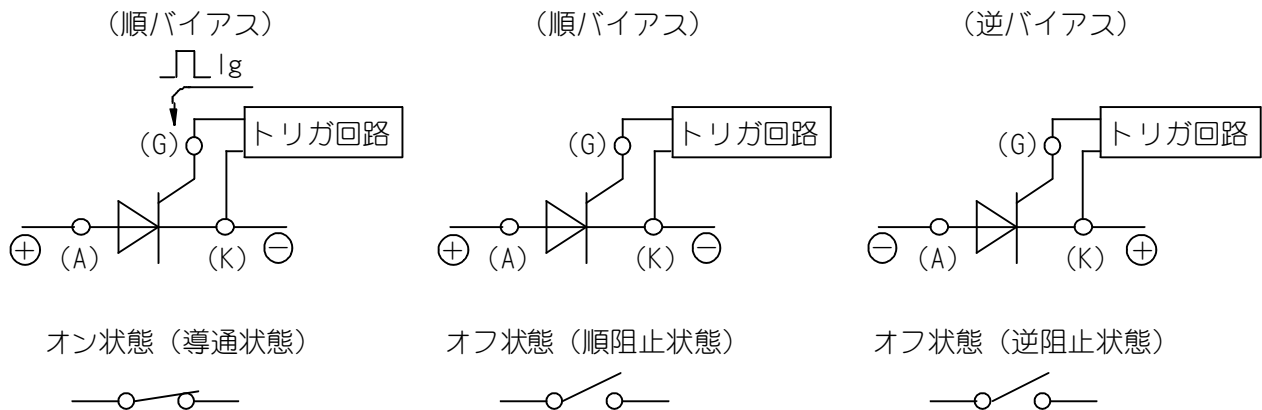 (順バイアス)
(順バイアス)
(逆バイアス)
Ig
トリガ回路
(G)
トリガ回路
(G)
トリガ回路
(G)
+
(A)
(K)
−
+
(A)
(K)
−
−
(A)
(K)
+
オン状態(導通状態)
オフ状態(順阻止状態)
オフ状態(逆阻止状態)